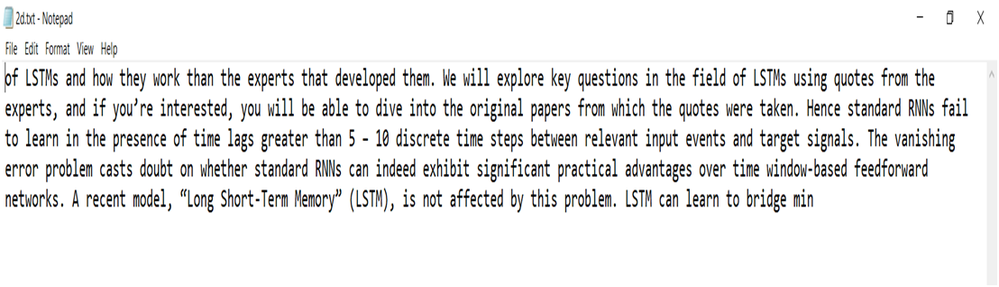 2d.txt - Notepad
File Edit Format View Help
of LSTMs and how they work than the experts that developed them. We will explore key questions in the field of LSTMs using quotes from the
experts, and if you’re interested, you will be able to dive into the original papers from which the quotes were taken. Hence standard RNNs fail
to learn in the presence of time lags greater than 5 – 10 discrete time steps between relevant input events and target signals. The vanishing
error problem casts doubt on whether standard RNNs can indeed exhibit significant practical advantages over time window-based feedforward
networks. A recent model, “Long Short-Term Memory” (LSTM), is not affected by this problem. LSTM can learn to bridge min